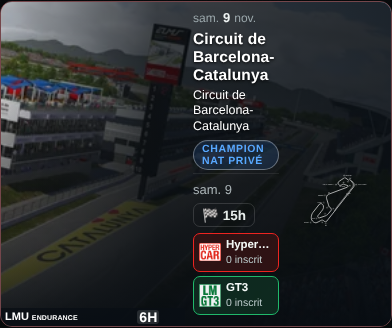 sam. 9 nov.
Circuit de
Barcelona-
Catalunya
Circuit de
Barcelona-
Catalunya
CHAMPION
NAT PRIVÉ
sam. 9
15h
HYPER
CAR
Hyper...
0 inscrit
LM
GT3
GT3
0 inscrit
CATALUNYA
LMU ENDURANCE
6H